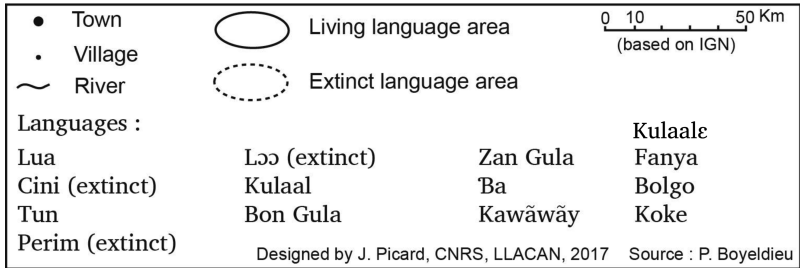 Town
Village
River
Living language area
Extinct language area
0 10 50 Km
(based on IGN)
Languages :
Lua
Cini (extinct)
Tun
Perim (extinct)
Lɔɔ (extinct)
Kulaal
Bon Gula
Zan Gula
Ɓa
Kawãwãy
Kulaalɛ
Fanya
Bolgo
Koke
Designed by J. Picard, CNRS, LLACAN, 2017 Source : P. Boyeldieu